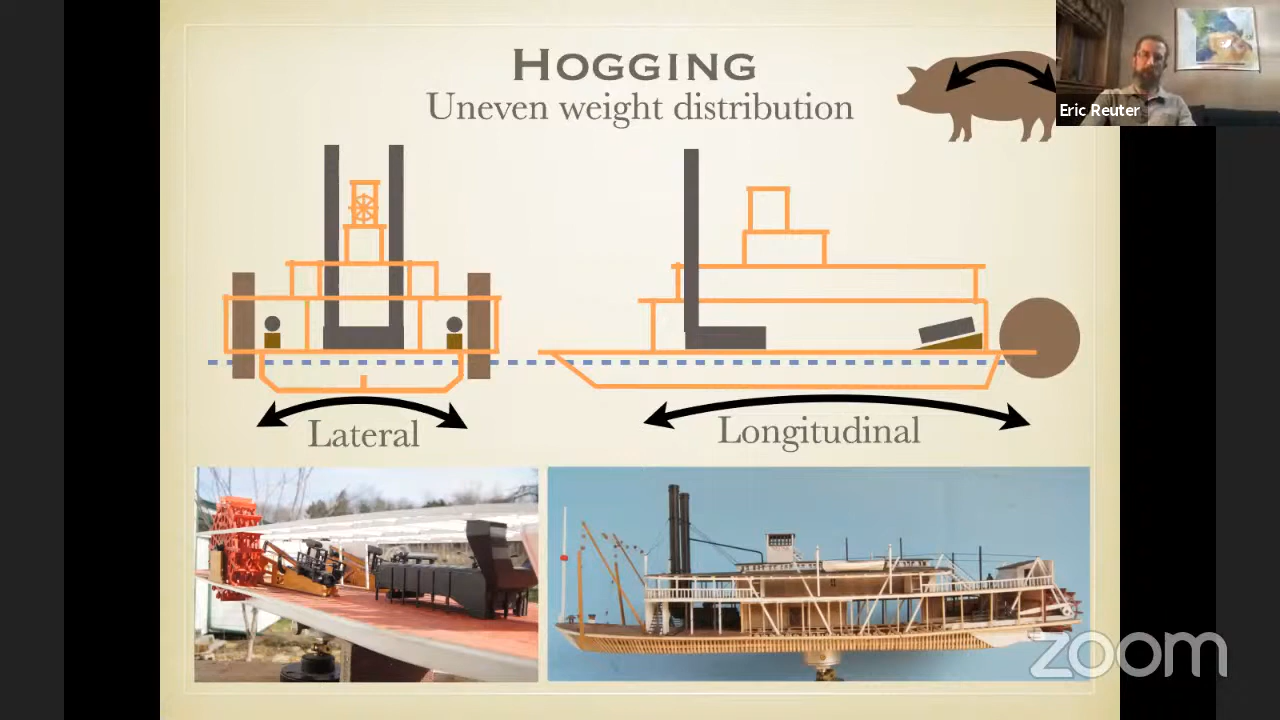 HOGGING
Uneven weight distribution
Eric Reuter
Lateral
Longitudinal
zoom